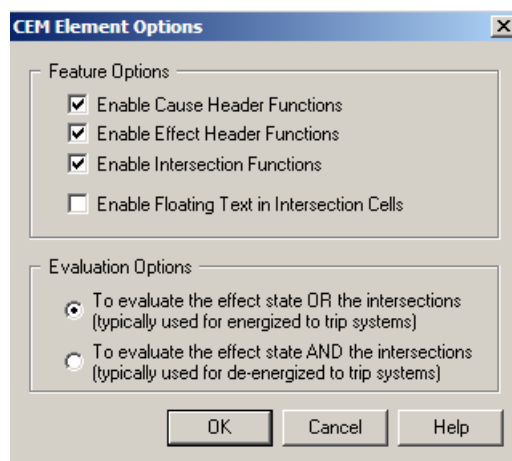 CEM Element Options
Feature Options
Enable Cause Header Functions
Enable Effect Header Functions
Enable Intersection Functions
Enable Floating Text in Intersection Cells
Evaluation Options
To evaluate the effect state OR the intersections
(typically used for energized to trip systems)
To evaluate the effect state AND the intersections
(typically used for de-energized to trip systems)
OK Cancel Help